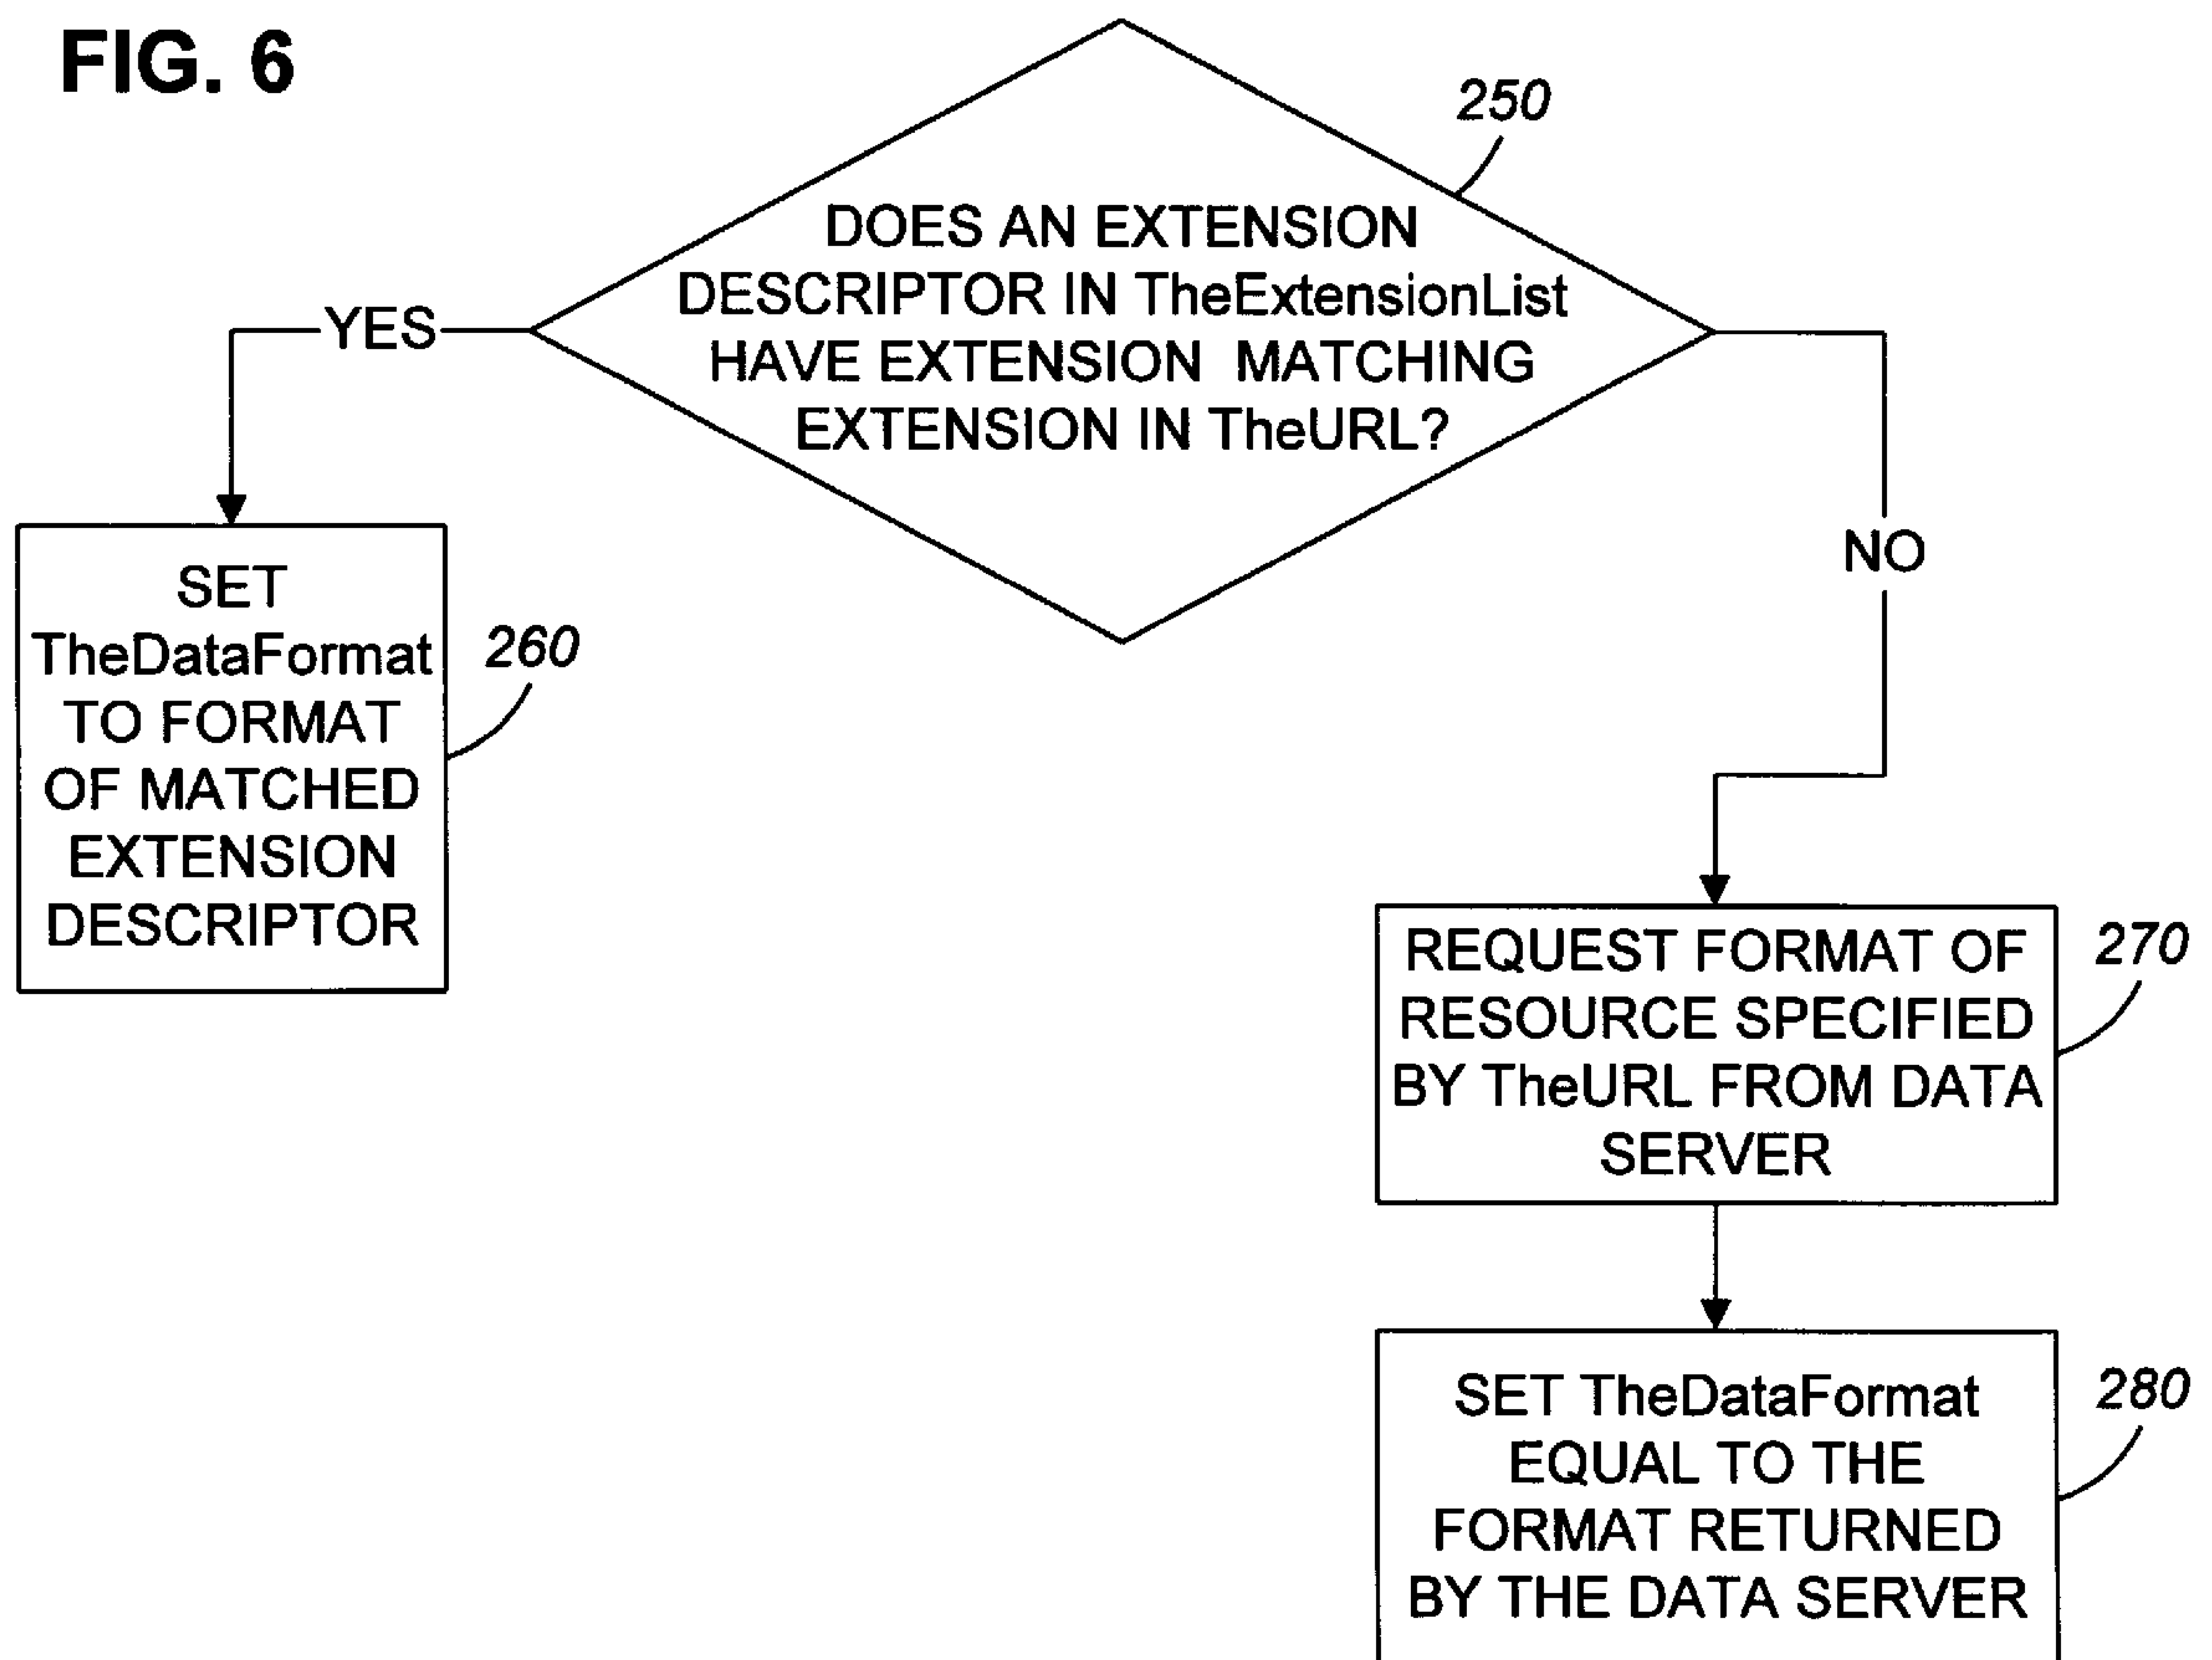 FIG. 6
250
DOES AN EXTENSION
DESCRIPTOR IN TheExtensionList
HAVE EXTENSION MATCHING
EXTENSION IN TheURL?
YES
NO
SET
TheDataFormat
TO FORMAT
OF MATCHED
EXTENSION
DESCRIPTOR
260
REQUEST FORMAT OF
RESOURCE SPECIFIED
BY TheURL FROM DATA
SERVER
270
SET TheDataFormat
EQUAL TO THE
FORMAT RETURNED
BY THE DATA SERVER
280